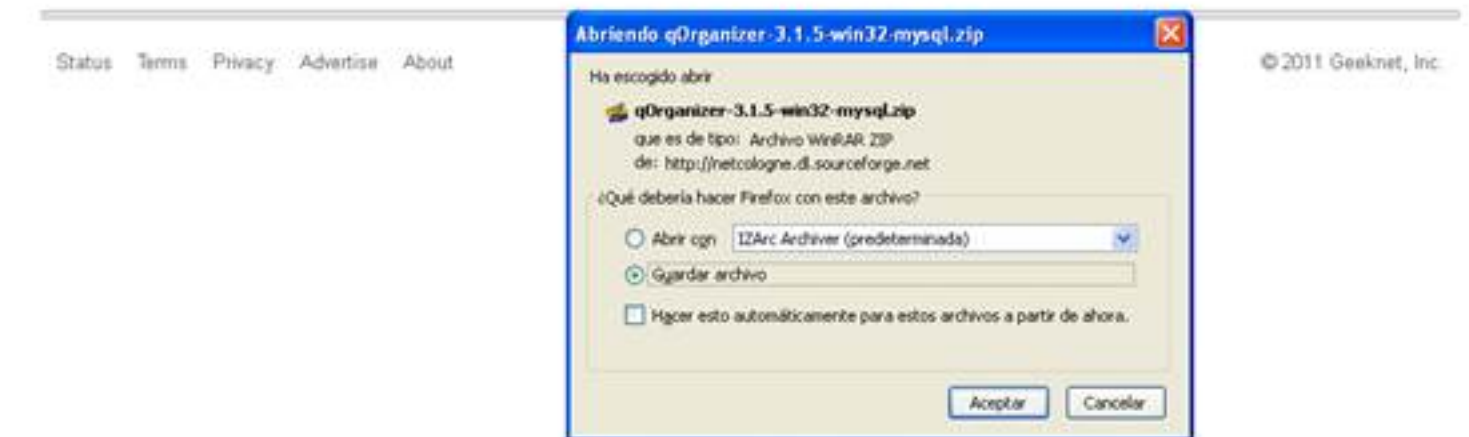 Abriendo qOrganizer-3.1.5-win32-mysql.zip
Status Terms Privacy Advertise About
© 2011 Geeknet, Inc.
Ha escogido abrir
qOrganizer-3.1.5-win32-mysql.zip
que es de tipo: Archivo WinRAR ZIP
de: http://netcologne.dl.sourceforge.net
¿Qué debería hacer Firefox con este archivo?
Abrir con IZArc Archiver (predeterminada)
Guardar archivo
Hacer esto automáticamente para estos archivos a partir de ahora.
Aceptar Cancelar